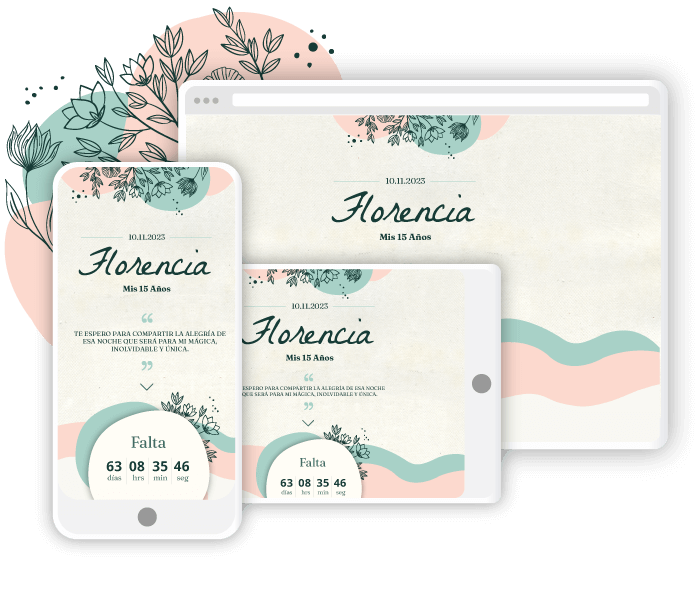 10.11.2023
Florencia
Mis 15 Años
10.11.2023
Florencia
Mis 15 Años
“
TE ESPERO PARA COMPARTIR LA ALEGRÍA DE
ESA NOCHE QUE SERÁ PARA MI MÁGICA,
INOLVIDABLE Y ÚNICA.
”
Falta
63 08 35 46
días hrs min seg
10.11.2023
Florencia
Mis 15 Años
“
ESPERO PARA COMPARTIR LA ALEGRÍA DE ESA NOCHE
QUE SERÁ PARA MI MÁGICA, INOLVIDABLE Y ÚNICA.
”
Falta
63 08 35 46
días hrs min seg